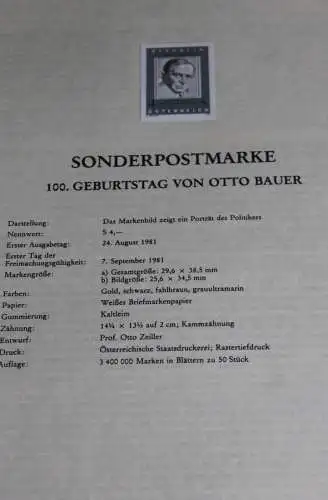 REPUBLIK
ÖSTERREICH
SONDERPOSTMARKE
100. GEBURTSTAG VON OTTO BAUER
Darstellung: Das Markenbild zeigt ein Porträt des Politikers
Nennwert: S 4,—
Erster Ausgabetag: 24. August 1981
Erster Tag der
Freimachungsgültigkeit: 7. September 1981
Markengröße: a) Gesamtgröße: 29,6 × 38,5 mm
b) Bildgröße: 25,6 × 34,5 mm
Farben: Gold, schwarz, fahlbraun, grauultramarin
Papier: Weißes Briefmarkenpapier
Gummierung: Kaltleim
Zähnung: 14¼ × 13½ auf 2 cm; Kammzähnung
Entwurf: Prof. Otto Zeiller
Druck: Österreichische Staatsdruckerei; Rastertiefdruck
Auflage: 3 400 000 Marken in Blättern zu 50 Stück